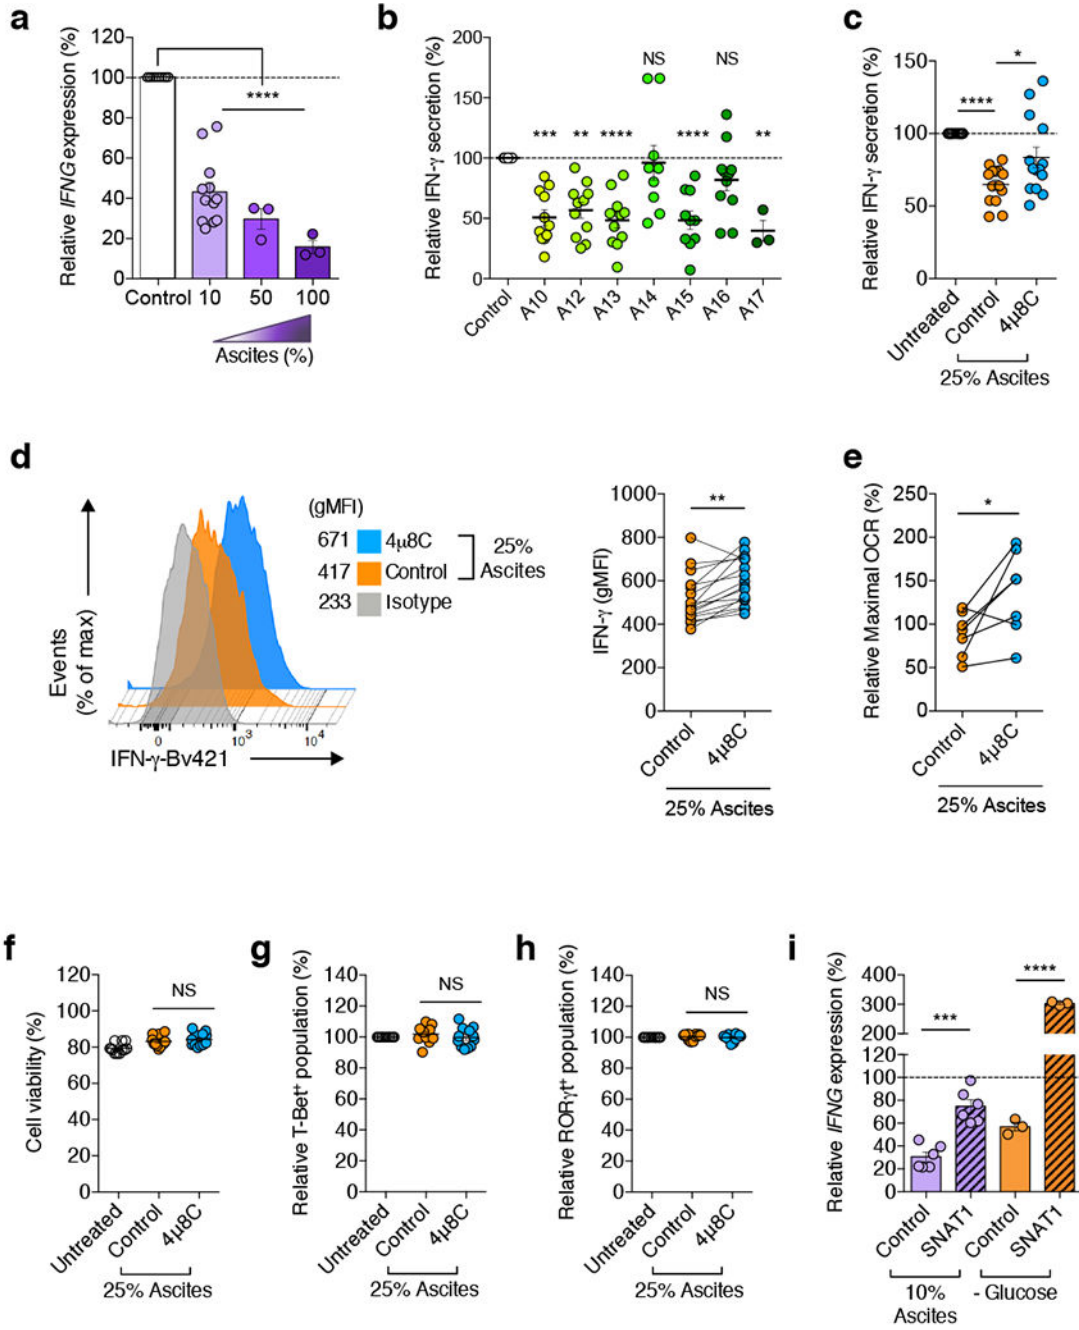 a
Relative IFNG expression (%)
120
100
80
60
40
20
0
****
Control 10 50 100
Ascites (%)
b
Relative IFN-γ secretion (%)
200
150
100
50
0
*** ** **** NS **** NS **
Control A10 A12 A13 A14 A15 A16 A17
c
Relative IFN-γ secretion (%)
150
100
50
0
**** *
Untreated Control 4µ8C
25% Ascites
d
Events
(% of max)
(gMFI)
671 4µ8C
417 Control
233 Isotype
25%
Ascites
0 10³ 10⁴
IFN-γ-Bv421
IFN-γ (gMFI)
1000
800
600
400
200
0
**
Control 4µ8C
25% Ascites
e
Relative Maximal OCR (%)
250
200
150
100
50
0
*
Control 4µ8C
25% Ascites
f
Cell viability (%)
120
100
80
60
40
20
0
NS
Untreated Control 4µ8C
25% Ascites
g
Relative T-Bet⁺ population (%)
140
120
100
80
60
40
20
0
NS
Untreated Control 4µ8C
25% Ascites
h
Relative RORγt⁺ population (%)
140
120
100
80
60
40
20
0
NS
Untreated Control 4µ8C
25% Ascites
i
Relative IFNG expression (%)
400
300
200
120
100
80
60
40
20
0
*** ****
Control SNAT1 Control SNAT1
10%
Ascites
- Glucose